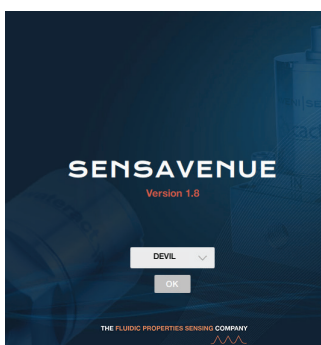 SENSAVENUE
Version 1.8
DEVIL
OK
THE FLUIDIC PROPERTIES SENSING COMPANY